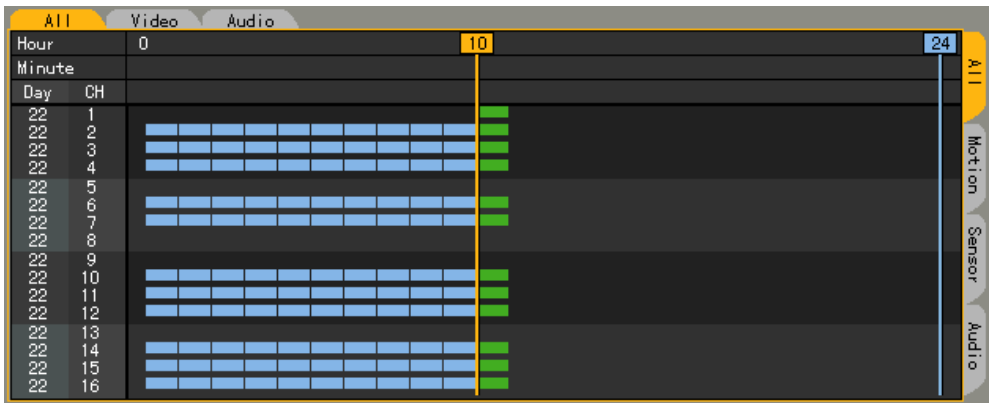 All Video Audio
Hour 0 10 24
Minute
Day CH
22 1
22 2
22 3
22 4
22 5
22 6
22 7
22 8
22 9
22 10
22 11
22 12
22 13
22 14
22 15
22 16
All
Motion
Sensor
Audio